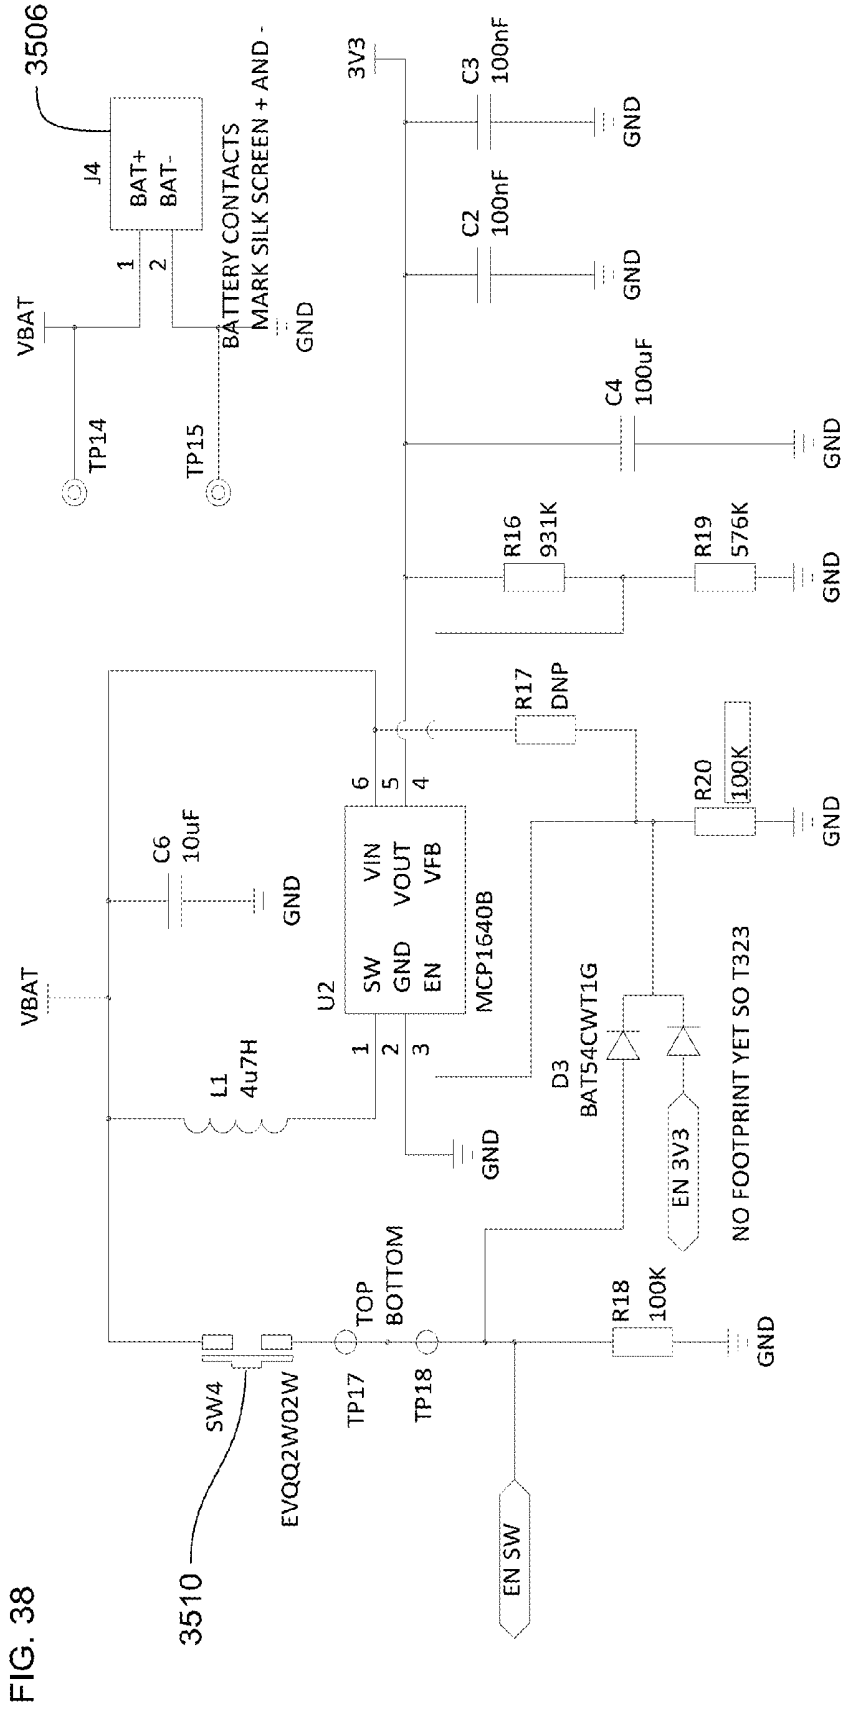 FIG. 38
3510
SW4
EVQQ2W02W
TP17
TOP
BOTTOM
TP18
EN SW
R18
100K
GND
VBAT
L1
4u7H
C6
10uF
GND
U2
1
SW
VIN
6
2
GND
VOUT
5
3
EN
VFB
4
MCP1640B
GND
D3
BAT54CWT1G
EN 3V3
NO FOOTPRINT YET SO T323
R17
DNP
R20
100K
GND
R16
931K
R19
576K
GND
C4
100uF
GND
C2
100nF
GND
C3
100nF
GND
3V3
VBAT
TP14
TP15
1
2
J4
BAT+
BAT-
3506
BATTERY CONTACTS
MARK SILK SCREEN + AND -
GND